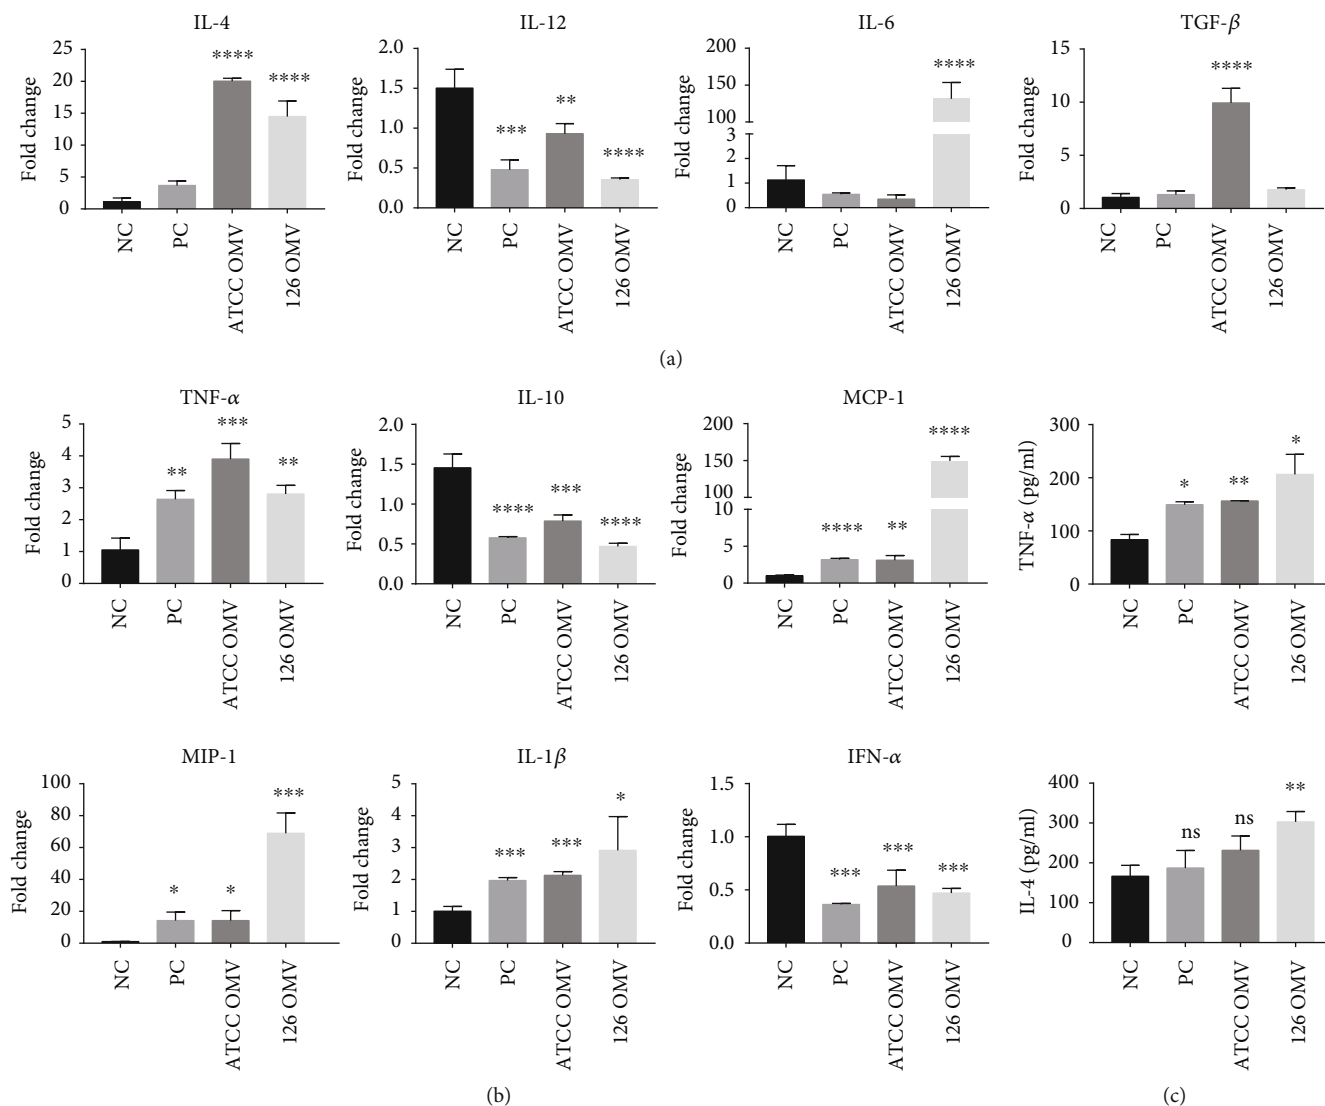 IL-4
IL-12
IL-6
TGF-β
Fold change
25
20
15
10
5
0
****
****
NC
PC
ATCC OMV
126 OMV
Fold change
2.0
1.5
1.0
0.5
0.0
***
**
****
NC
PC
ATCC OMV
126 OMV
Fold change
200
150
100
3
2
1
0
****
NC
PC
ATCC OMV
126 OMV
Fold change
15
10
5
0
****
NC
PC
ATCC OMV
126 OMV
(a)
TNF-α
IL-10
MCP-1
Fold change
5
4
3
2
1
0
**
***
**
NC
PC
ATCC OMV
126 OMV
Fold change
2.0
1.5
1.0
0.5
0.0
****
***
****
NC
PC
ATCC OMV
126 OMV
Fold change
200
150
100
10
5
0
****
**
****
NC
PC
ATCC OMV
126 OMV
TNF-α (pg/ml)
300
200
100
0
*
**
*
NC
PC
ATCC OMV
126 OMV
MIP-1
IL-1β
IFN-α
Fold change
100
80
60
40
20
0
*
*
***
NC
PC
ATCC OMV
126 OMV
Fold change
5
4
3
2
1
0
***
***
*
NC
PC
ATCC OMV
126 OMV
Fold change
1.5
1.0
0.5
0.0
***
***
***
NC
PC
ATCC OMV
126 OMV
IL-4 (pg/ml)
400
300
200
100
0
ns
ns
**
NC
PC
ATCC OMV
126 OMV
(b)
(c)